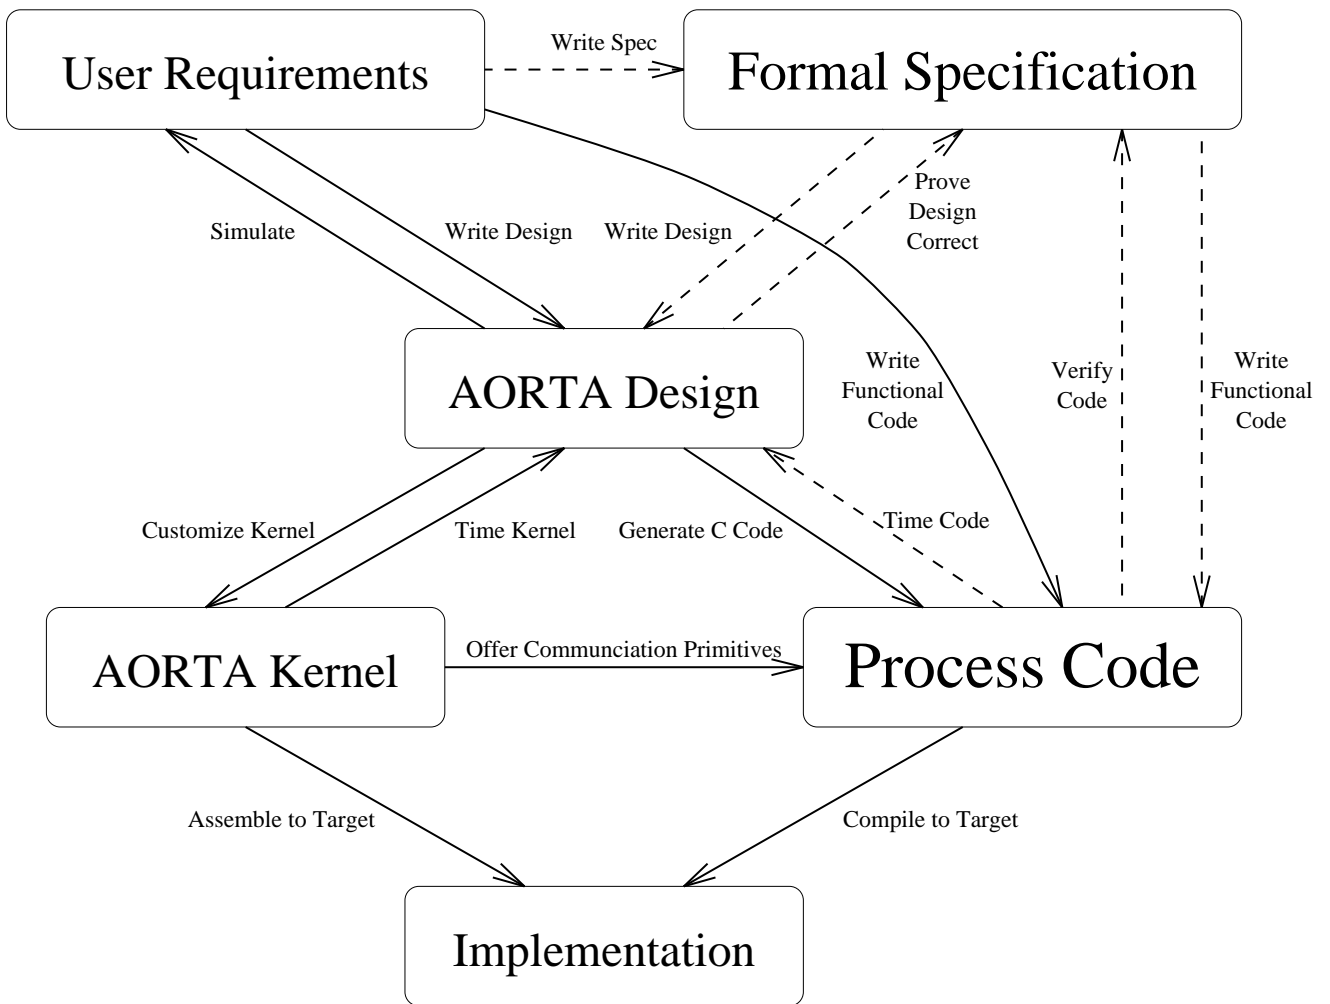 Write Spec
User Requirements
Formal Specification
Prove
Design
Correct
Simulate
Write Design
Write Design
AORTA Design
Write
Functional
Code
Verify
Code
Write
Functional
Code
Customize Kernel
Time Kernel
Generate C Code
Time Code
AORTA Kernel
Offer Communciation Primitives
Process Code
Assemble to Target
Compile to Target
Implementation